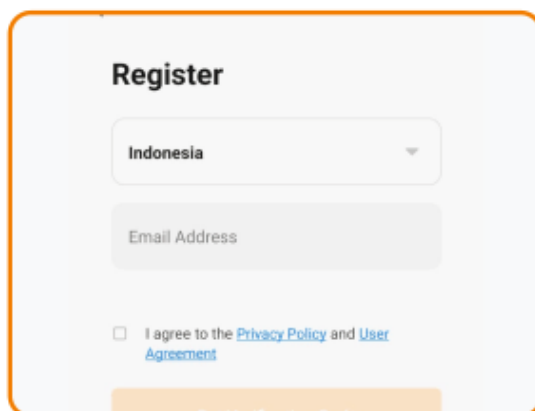 Register
Indonesia
Email Address
I agree to the Privacy Policy and User
Agreement